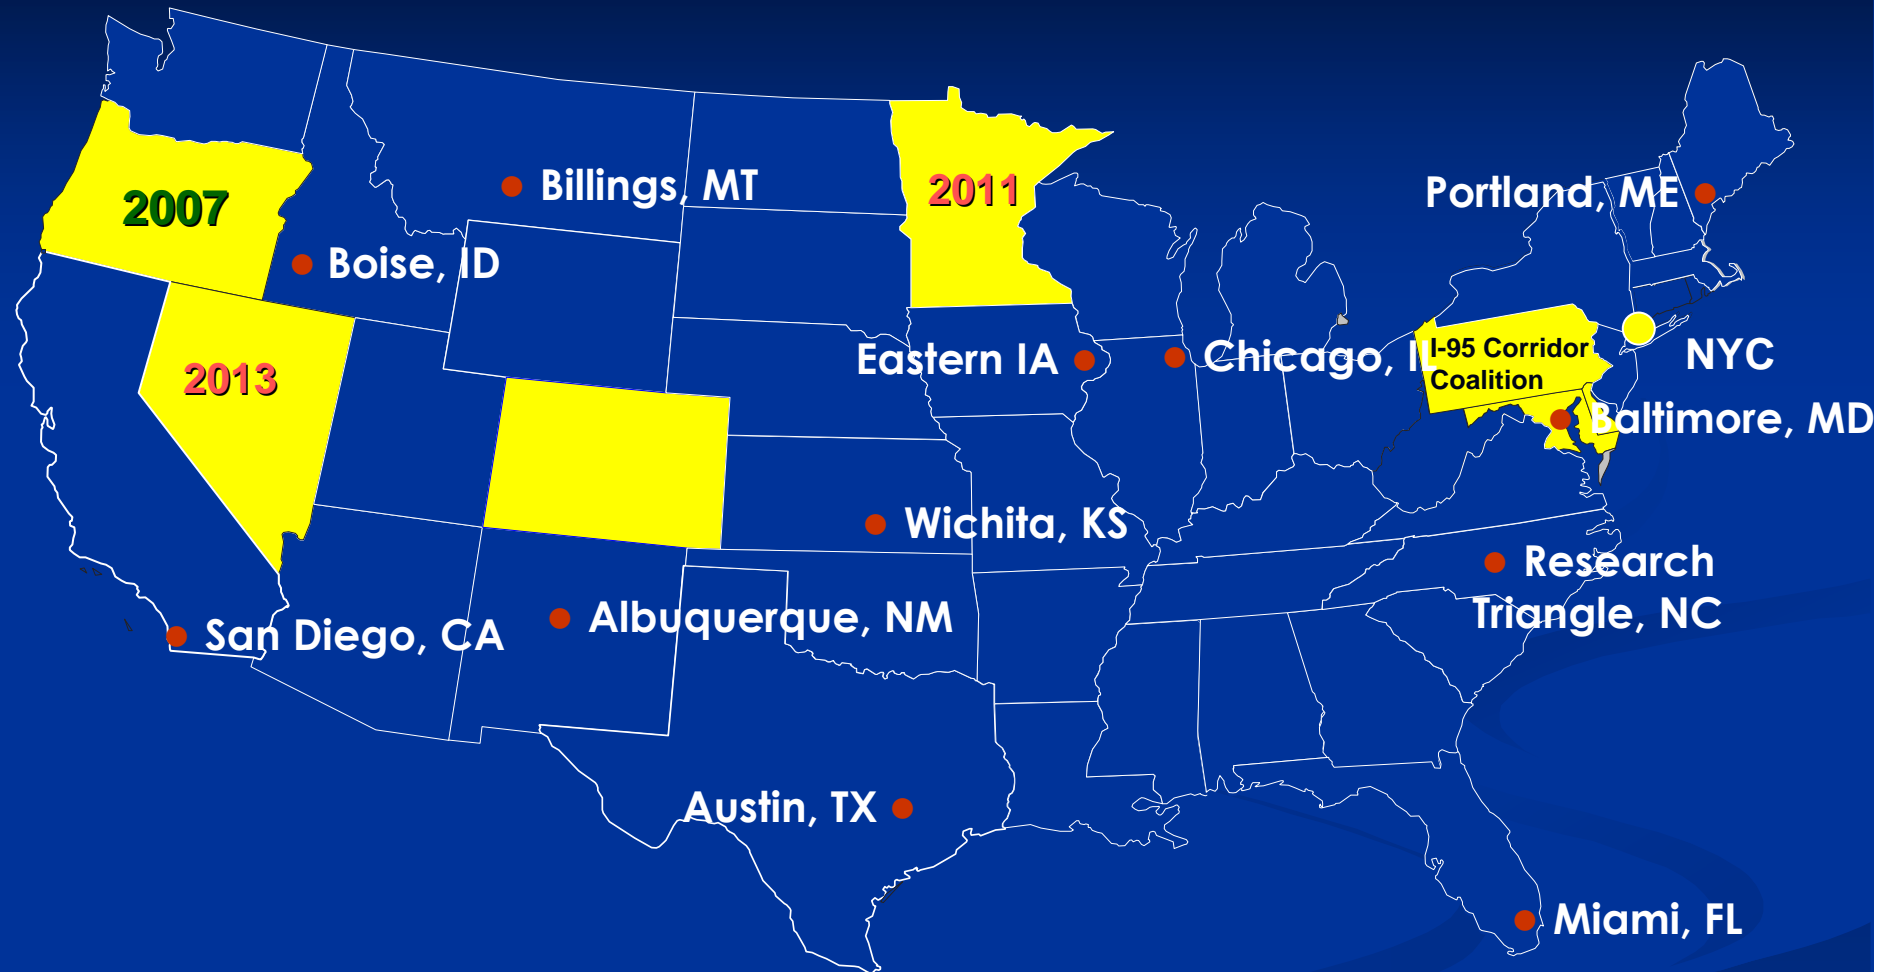 2007
Billings, MT
2011
Portland, ME
Boise, ID
2013
Eastern IA
Chicago, IL
I-95 Corridor
Coalition
NYC
Baltimore, MD
Wichita, KS
Research
Triangle, NC
San Diego, CA
Albuquerque, NM
Austin, TX
Miami, FL